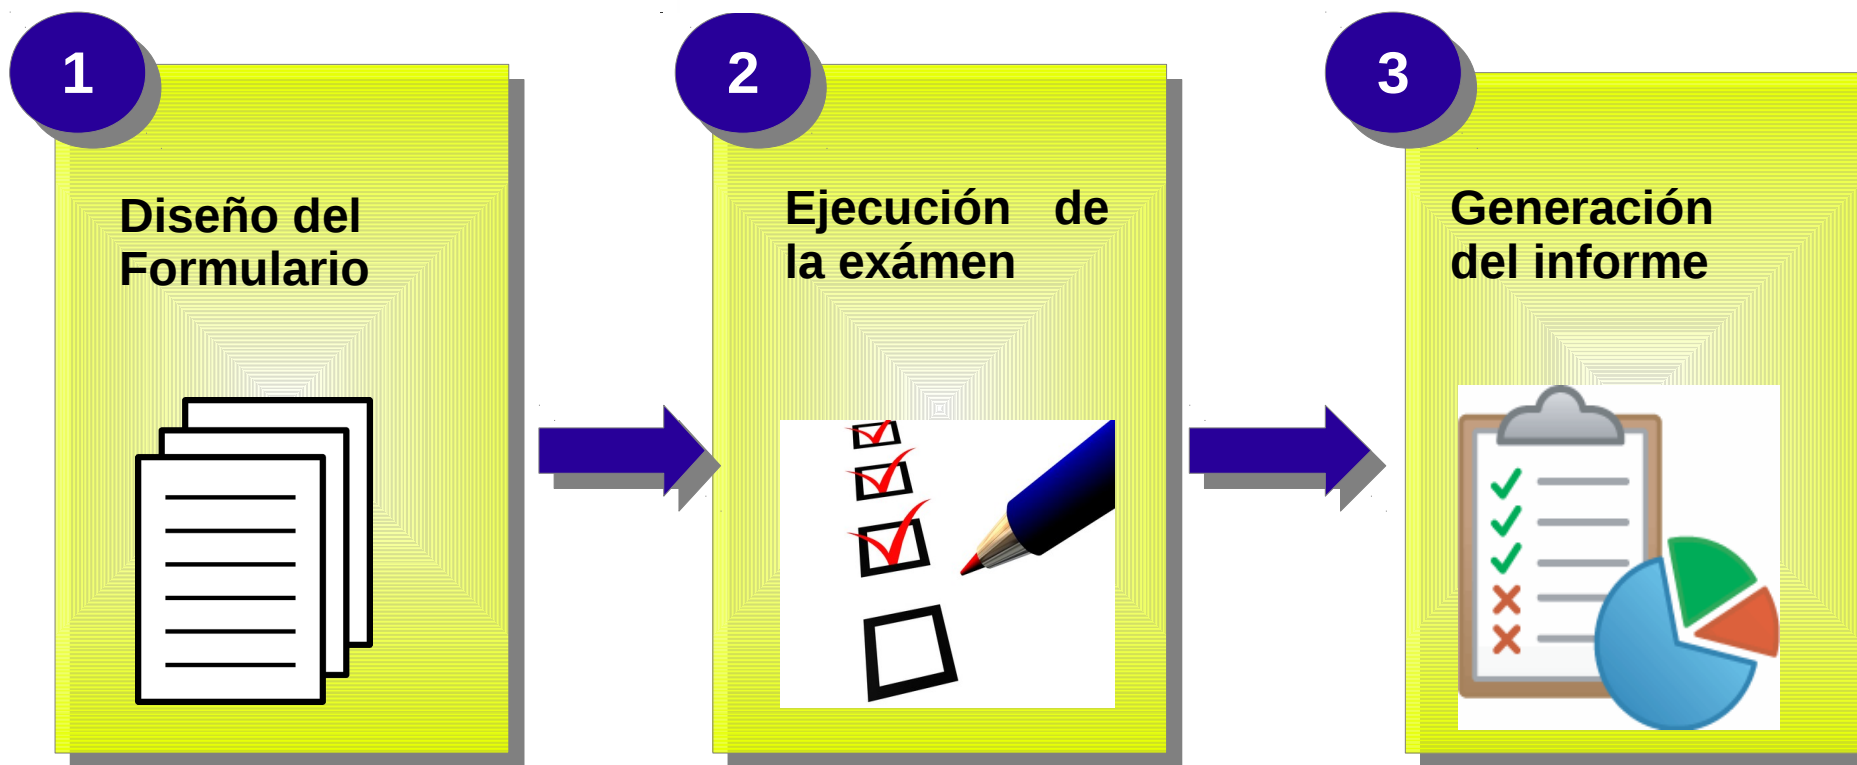 1
Diseño del
Formulario
2
Ejecución de
la exámen
3
Generación
del informe